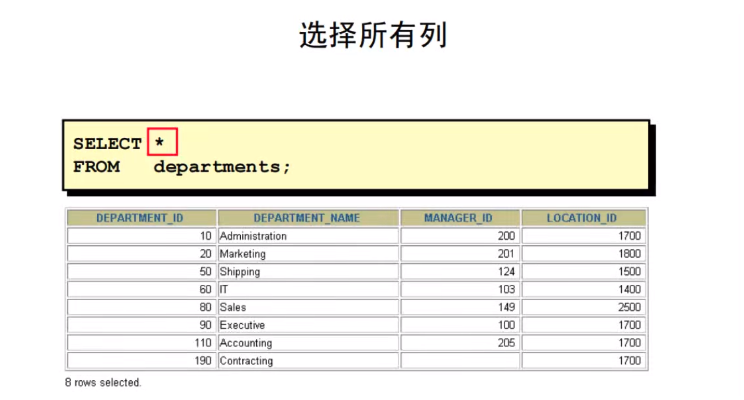 选择所有列
SELECT *
FROM departments;
DEPARTMENT_ID DEPARTMENT_NAME MANAGER_ID LOCATION_ID
10 Administration 200 1700
20 Marketing 201 1800
50 Shipping 124 1500
60 IT 103 1400
80 Sales 149 2500
90 Executive 100 1700
110 Accounting 205 1700
190 Contracting 1700
8 rows selected.